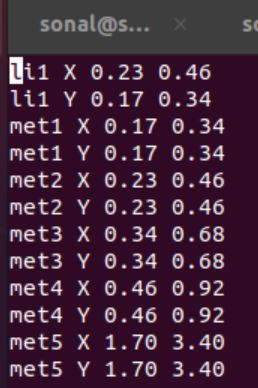 sonal@s...
li1 X 0.23 0.46
li1 Y 0.17 0.34
met1 X 0.17 0.34
met1 Y 0.17 0.34
met2 X 0.23 0.46
met2 Y 0.23 0.46
met3 X 0.34 0.68
met3 Y 0.34 0.68
met4 X 0.46 0.92
met4 Y 0.46 0.92
met5 X 1.70 3.40
met5 Y 1.70 3.40